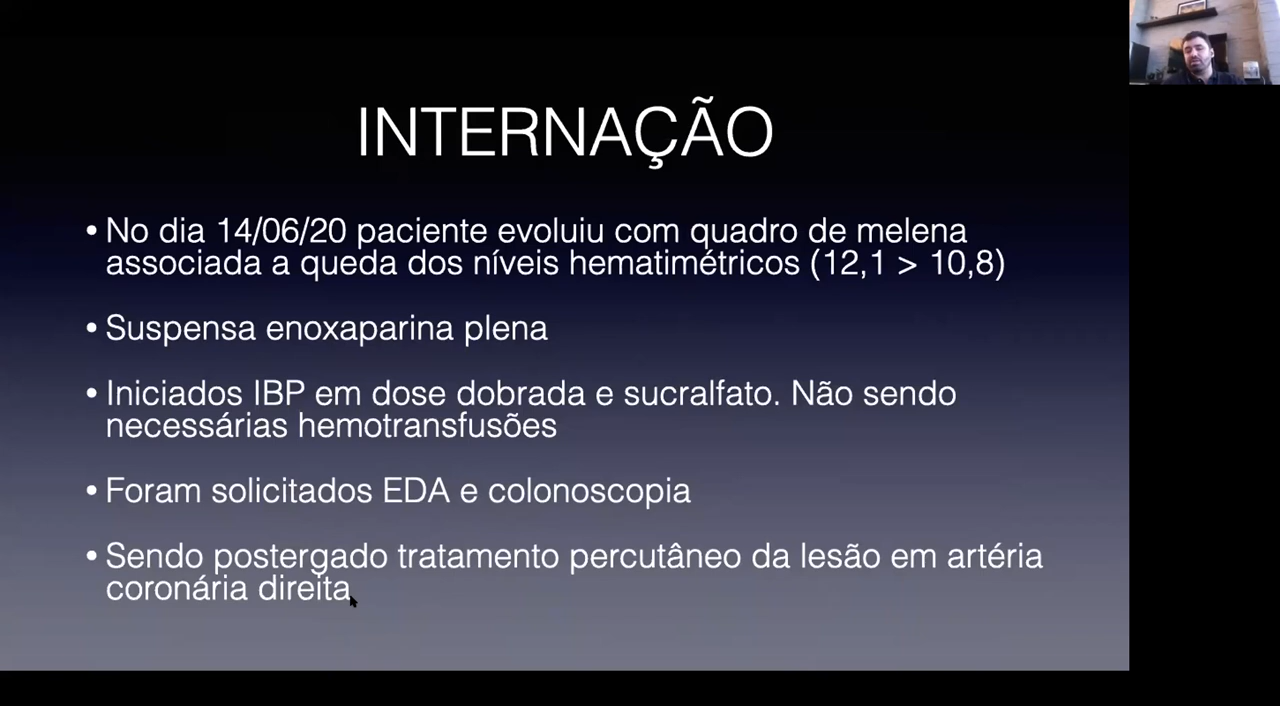 INTERNAÇÃO
• No dia 14/06/20 paciente evoluiu com quadro de melena
associada a queda dos níveis hematimétricos (12,1 > 10,8)
• Suspensa enoxaparina plena
• Iniciados IBP em dose dobrada e sucralfato. Não sendo
necessárias hemotransfusões
• Foram solicitados EDA e colonoscopia
• Sendo postergado tratamento percutâneo da lesão em artéria
coronária direita